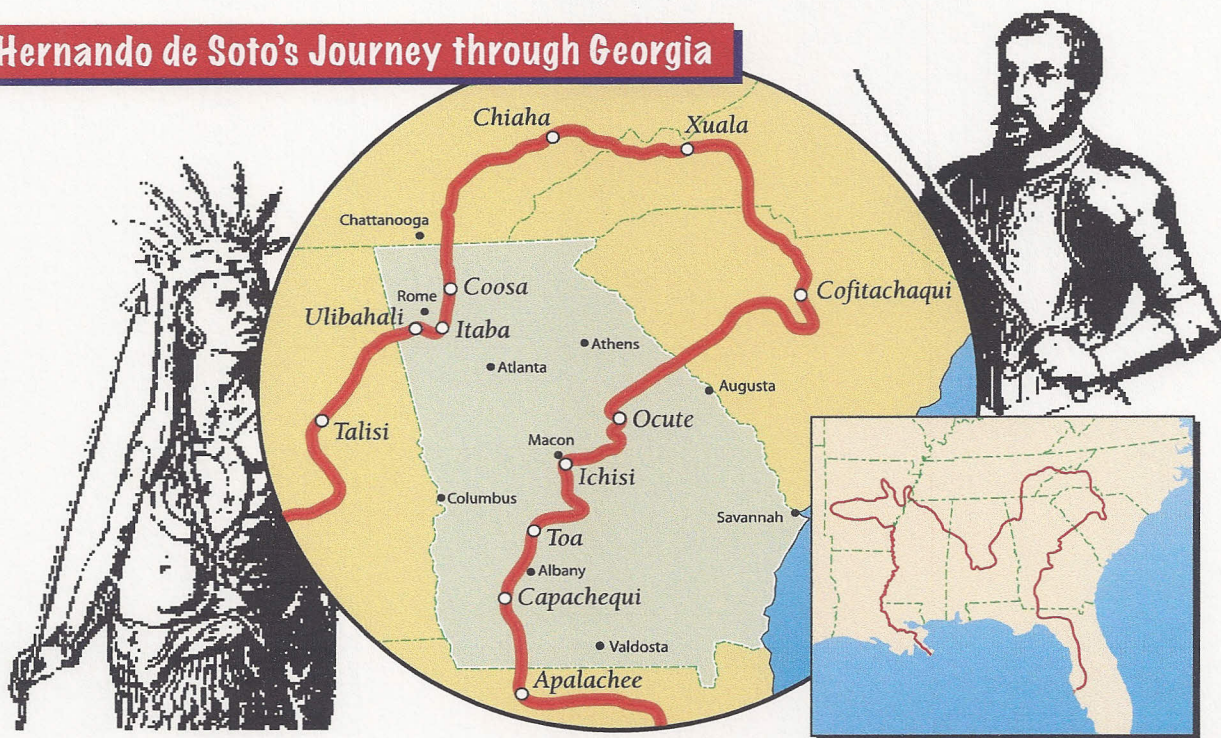 Hernando de Soto's Journey through Georgia
Chiaha
Xuala
Chattanooga
Coosa
Cofitachaqui
Rome
Ulibahali
Itaba
Athens
Atlanta
Augusta
Talisi
Ocute
Macon
Ichisi
Columbus
Savannah
Toa
Albany
Capachequi
Valdosta
Apalachee